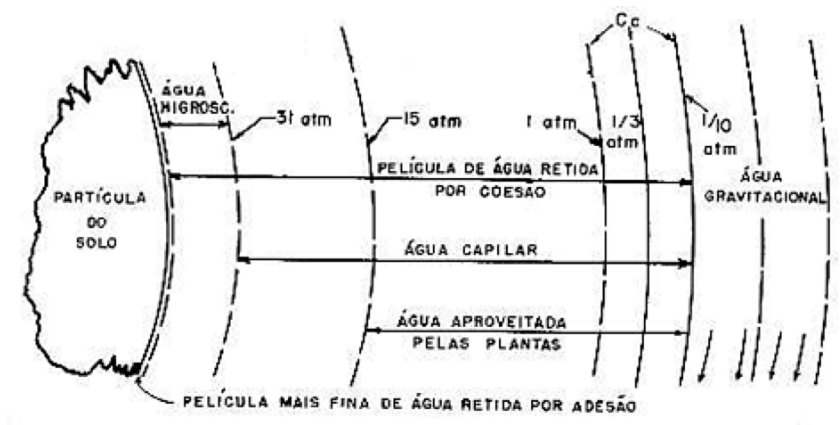 Cc
ÁGUA
HIGROSC.
31 atm
15 atm
1 atm
1/3
atm
1/10
atm
PELÍCULA DE ÁGUA RETIDA
POR COESÃO
ÁGUA
GRAVITACIONAL
PARTÍCULA
DO
SOLO
ÁGUA CAPILAR
ÁGUA APROVEITADA
PELAS PLANTAS
PELÍCULA MAIS FINA DE ÁGUA RETIDA POR ADESÃO